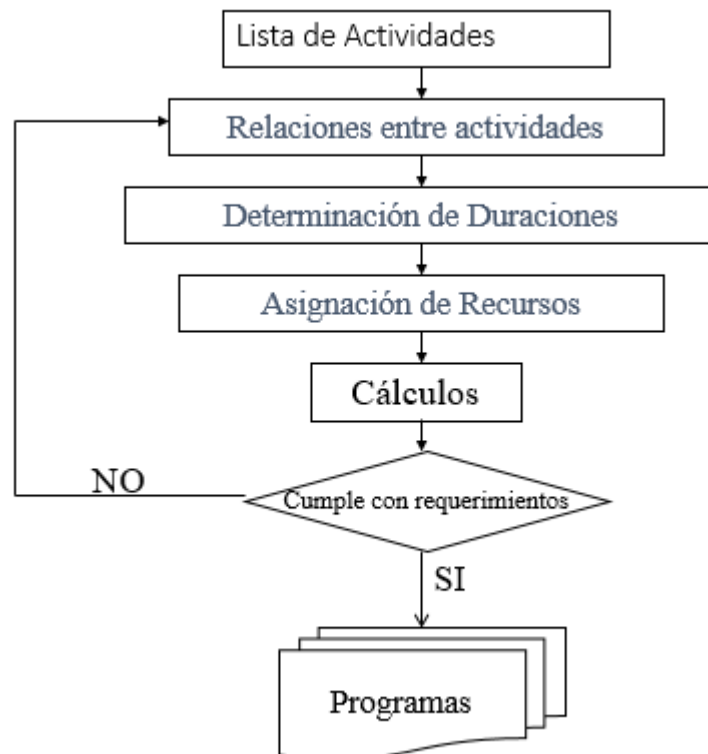 Lista de Actividades
Relaciones entre actividades
Determinación de Duraciones
Asignación de Recursos
Cálculos
Cumple con requerimientos
NO
SI
Programas